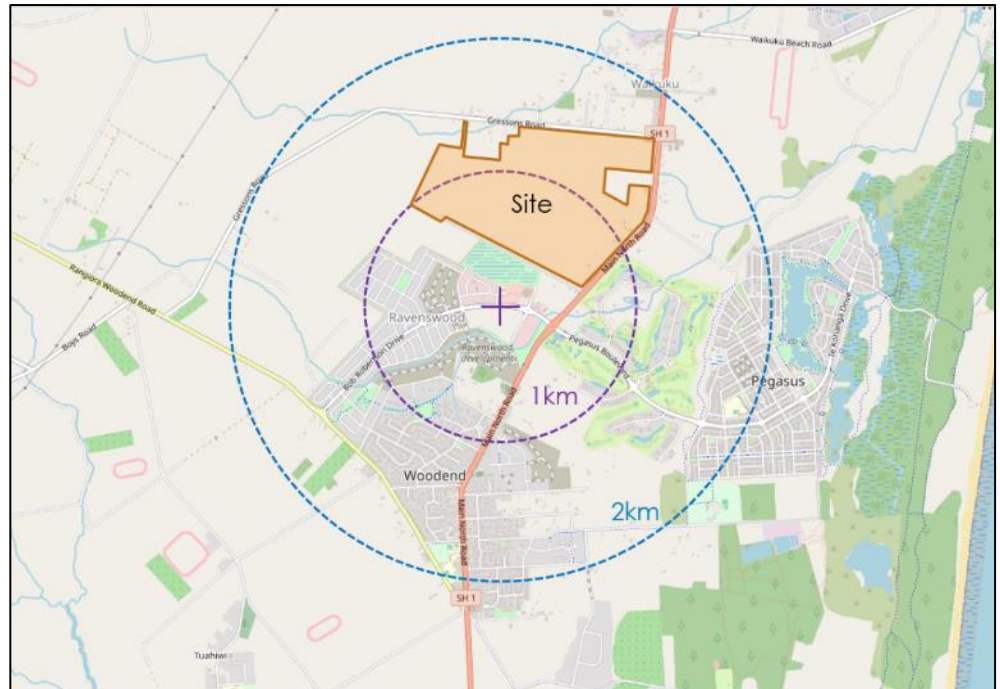 Waikuku Beach Road
Waikuku
Gressons Road
SH 1
Gressons Road
Site
Main North Road
Rangiora Woodend Road
Ravenswood
Boys Road
Bob Robertson Drive
Ravenswood
development
Pegasus Boulevard
Te Kohanga Drive
Pegasus
1km
Main North Road
Woodend
2km
Main North Road
SH 1
Tuahiwi